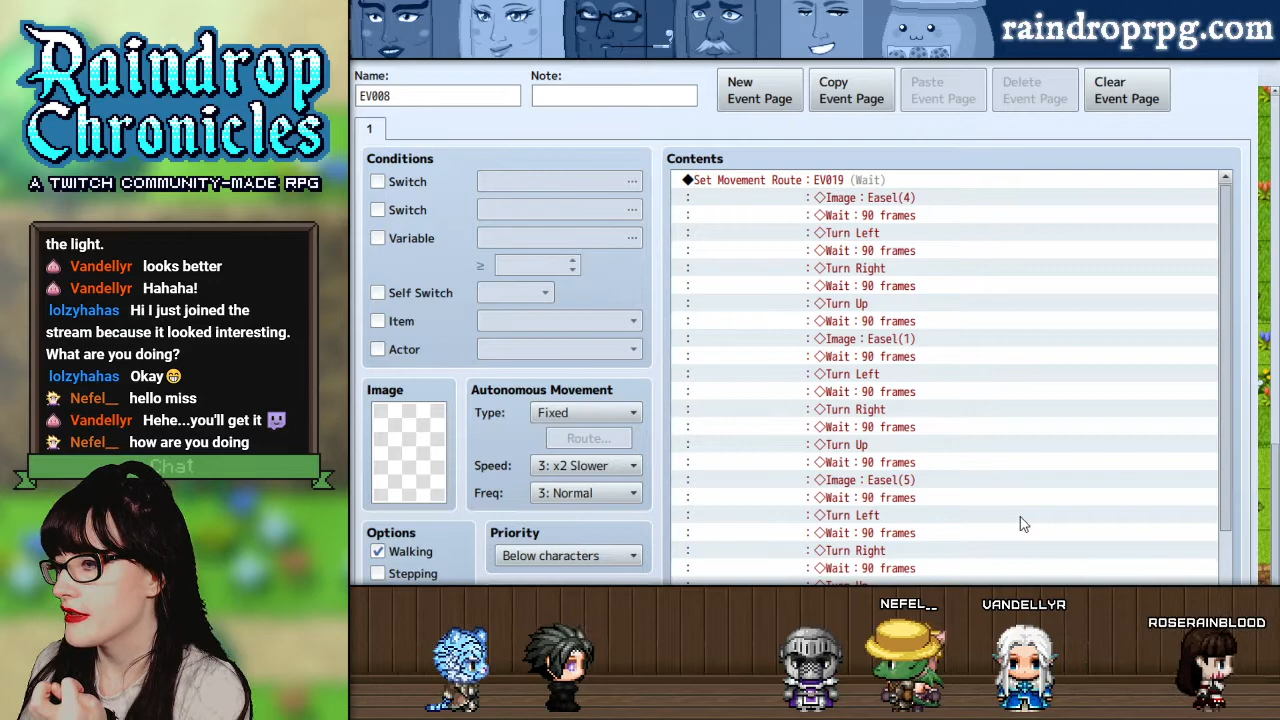 Raindrop
Chronicles
A TWITCH COMMUNITY-MADE RPG
the light.
Vandellyr looks better
Vandellyr Hahaha!
lolzyhahas Hi I just joined the
stream because it looked interesting.
What are you doing?
lolzyhahas Okay
Nefel__ hello miss
Vandellyr Hehe...you'll get it
Nefel__ how are you doing
Chat
raindroprpg.com
Name:
Note:
EV008
New
Event Page
Copy
Event Page
Paste
Event Page
Delete
Event Page
Clear
Event Page
1
Conditions
Switch
...
Switch
...
Variable
...
≥
Self Switch
Item
Actor
Image
Autonomous Movement
Type: Fixed
Route...
Speed: 3: x2 Slower
Freq: 3: Normal
Options
Walking
Stepping
Priority
Below characters
Contents
◆Set Movement Route : EV019 (Wait)
: : ◇Image : Easel(4)
: : ◇Wait : 90 frames
: : ◇Turn Left
: : ◇Wait : 90 frames
: : ◇Turn Right
: : ◇Wait : 90 frames
: : ◇Turn Up
: : ◇Wait : 90 frames
: : ◇Image : Easel(1)
: : ◇Wait : 90 frames
: : ◇Turn Left
: : ◇Wait : 90 frames
: : ◇Turn Right
: : ◇Wait : 90 frames
: : ◇Turn Up
: : ◇Wait : 90 frames
: : ◇Image : Easel(5)
: : ◇Wait : 90 frames
: : ◇Turn Left
: : ◇Wait : 90 frames
: : ◇Turn Right
: : ◇Wait : 90 frames
: : ◇Turn Up
NEFEL__
VANDELLYR
ROSERAINBLOOD